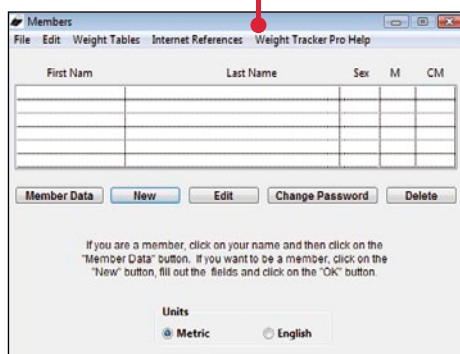 Members
File Edit Weight Tables Internet References Weight Tracker Pro Help
First Nam Last Name Sex M CM
Member Data New Edit Change Password Delete
If you are a member, click on your name and then click on the
"Member Data" button. If you want to be a member, click on the
"New" button, fill out the fields and click on the "OK" button.
Units
Metric English